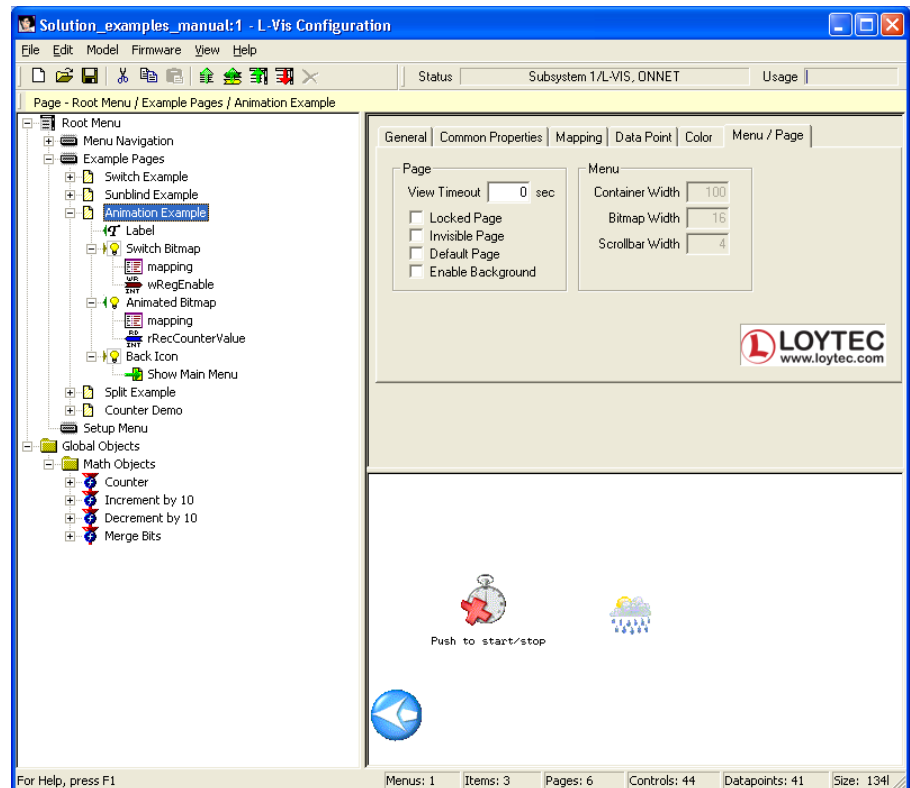 Solution_examples_manual:1 - L-Vis Configuration
File Edit Model Firmware View Help
Status Subsystem 1/L-VIS, ONNET Usage
Page - Root Menu / Example Pages / Animation Example
Root Menu
Menu Navigation
Example Pages
Switch Example
Sunblind Example
Animation Example
Label
Switch Bitmap
mapping
wRegEnable
Animated Bitmap
mapping
rRecCounterValue
Back Icon
Show Main Menu
Split Example
Counter Demo
Setup Menu
Global Objects
Math Objects
Counter
Increment by 10
Decrement by 10
Merge Bits
General Common Properties Mapping Data Point Color Menu / Page
Page
View Timeout 0 sec
Locked Page
Invisible Page
Default Page
Enable Background
Menu
Container Width 100
Bitmap Width 16
Scrollbar Width 4
LOYTEC
www.loytec.com
Push to start/stop
For Help, press F1 Menus: 1 Items: 3 Pages: 6 Controls: 44 Datapoints: 41 Size: 134